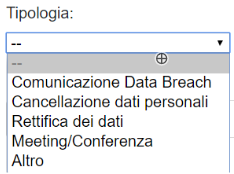 Tipologia:
--
--
Comunicazione Data Breach
Cancellazione dati personali
Rettifica dei dati
Meeting/Conferenza
Altro